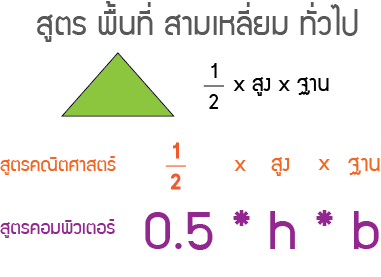 สูตร พื้นที่ สามเหลี่ยม ทั่วไป
1/2 x สูง x ฐาน
สูตรคณิตศาสตร์ 1/2 x สูง x ฐาน
สูตรคอมพิวเตอร์ 0.5 * h * b